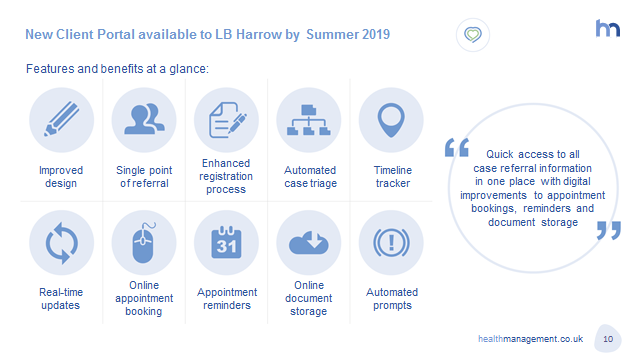 New Client Portal available to LB Harrow by Summer 2019
hm
Features and benefits at a glance:
Improved
design
Single point
of referral
Enhanced
registration
process
Automated
case triage
Timeline
tracker
31
Real-time
updates
Online
appointment
booking
Appointment
reminders
Online
document
storage
Automated
prompts
“
Quick access to all
case referral information
in one place with digital
improvements to appointment
bookings, reminders and
document storage
”
healthmanagement.co.uk
10